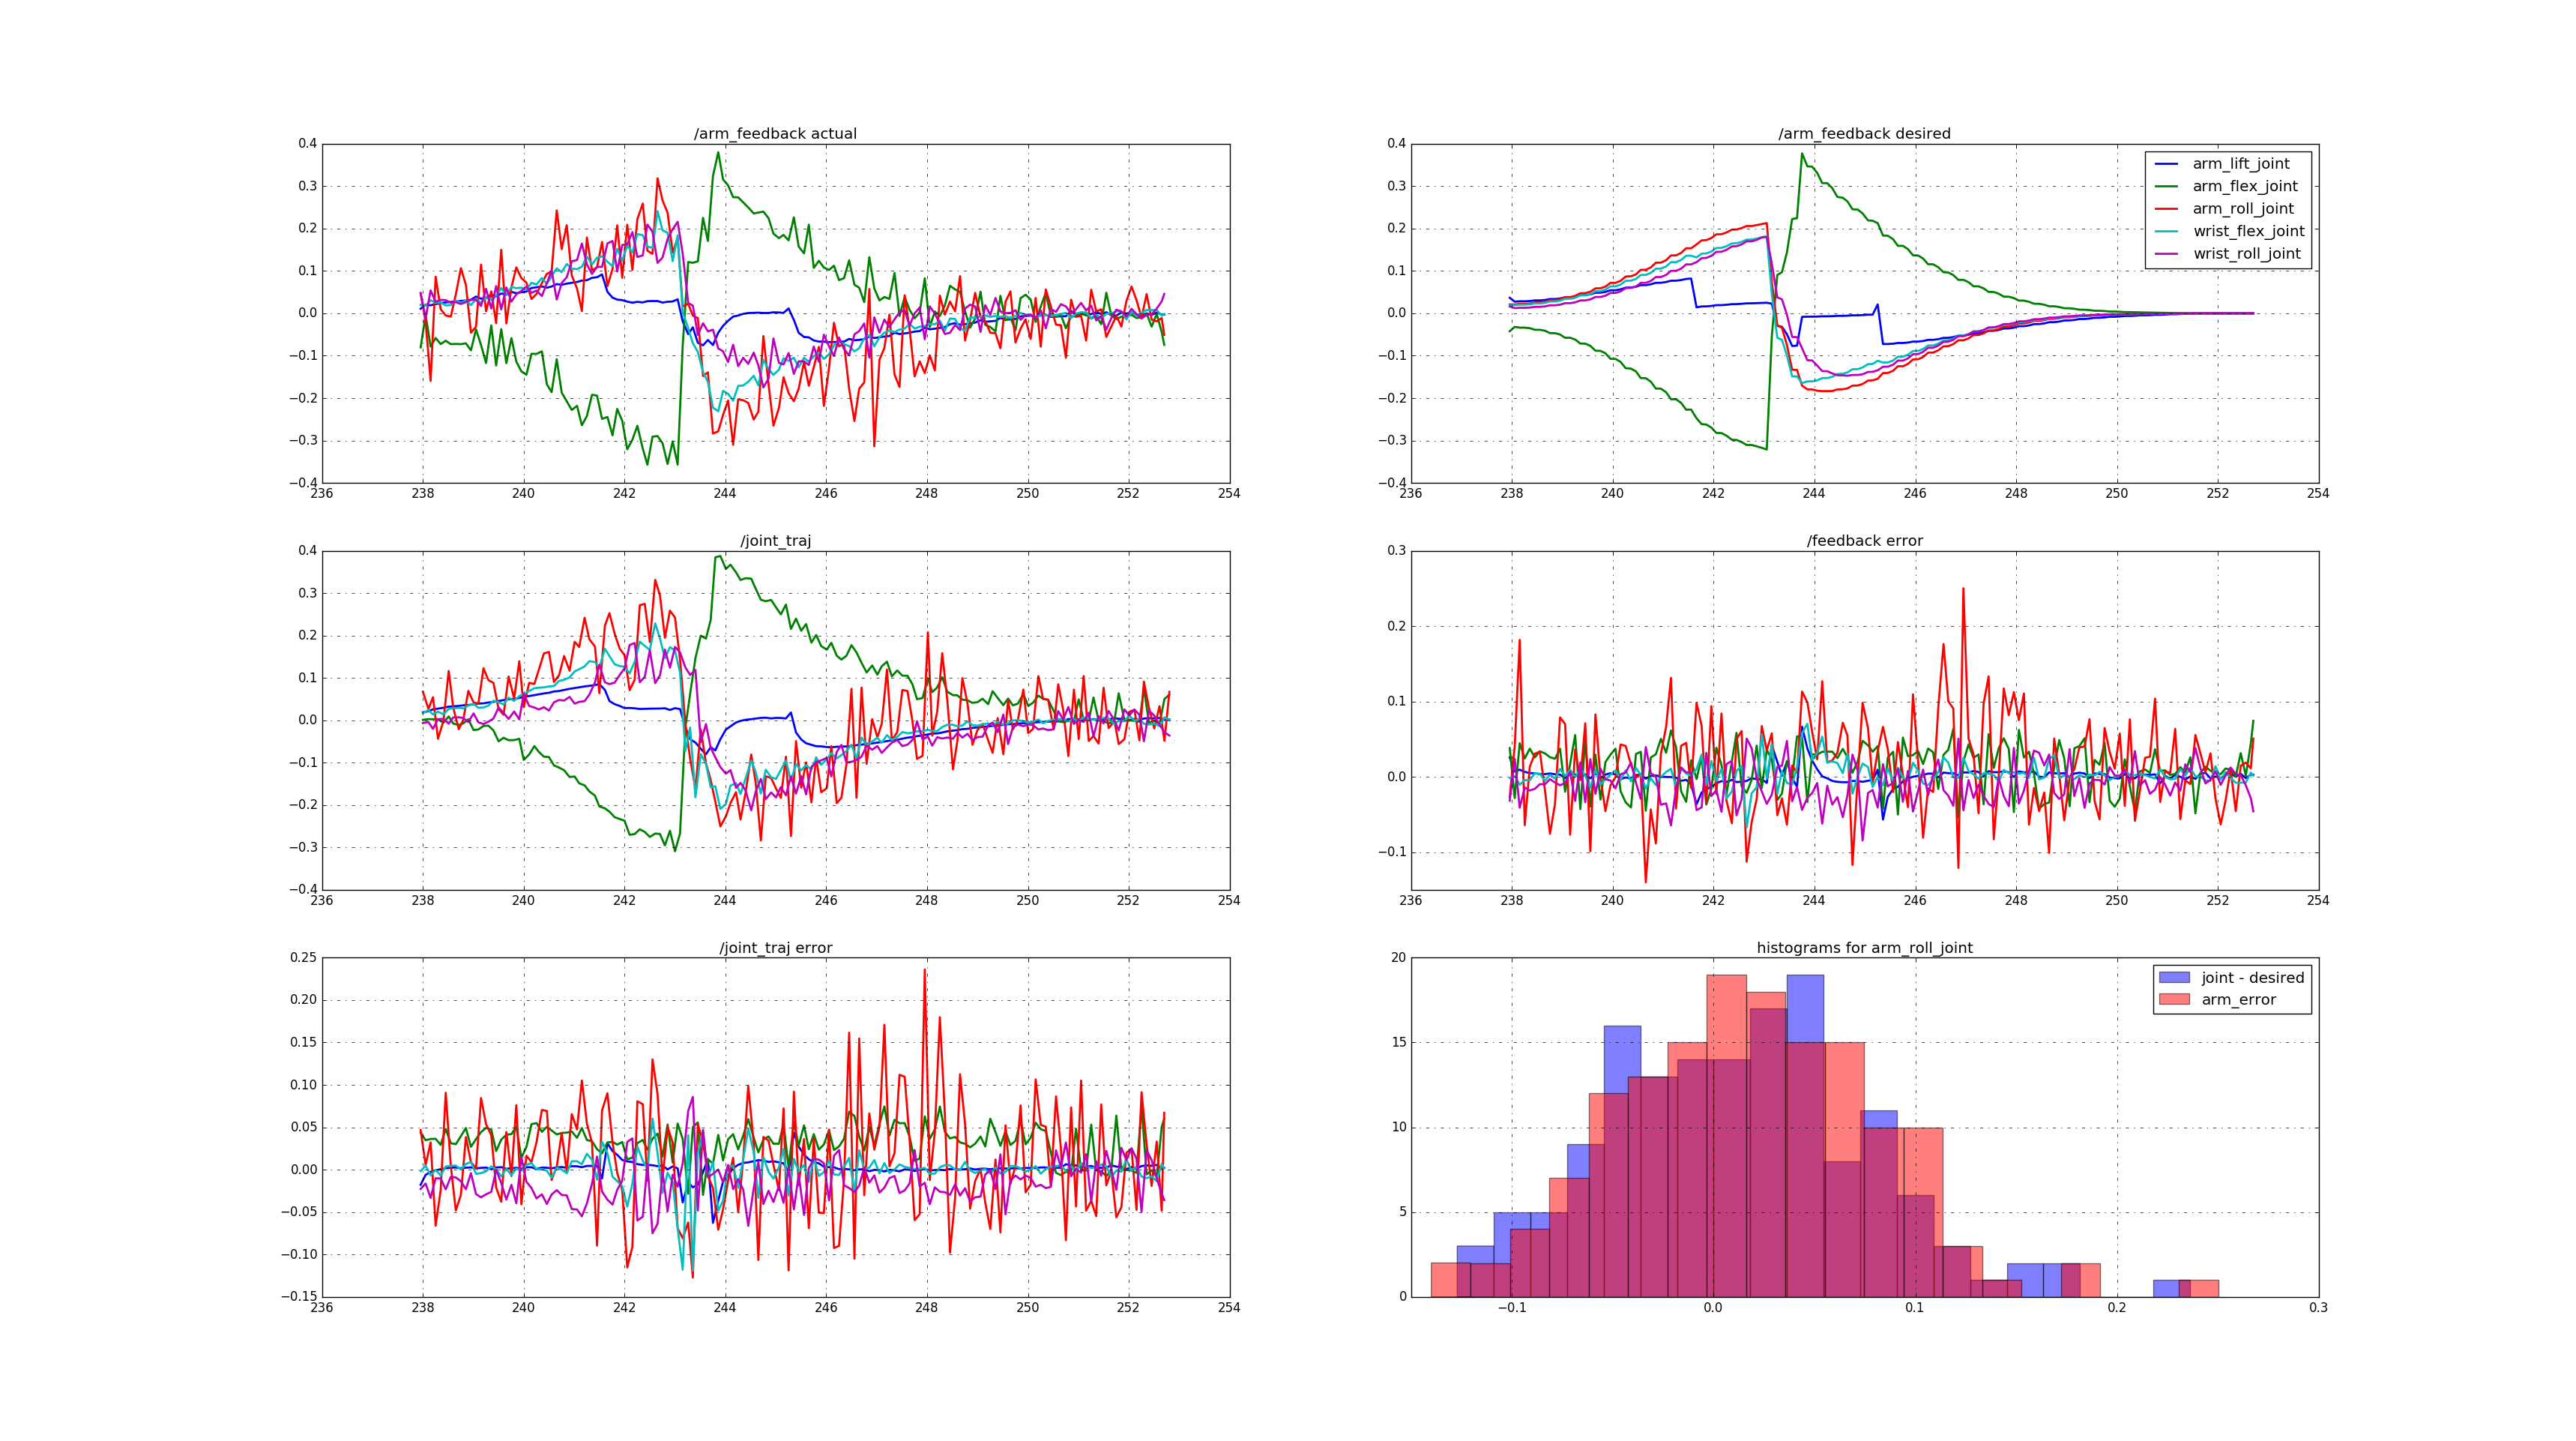 /arm_feedback actual
0.4
0.3
0.2
0.1
0.0
−0.1
−0.2
−0.3
−0.4
236 238 240 242 244 246 248 250 252 254
/arm_feedback desired
0.4
0.3
0.2
0.1
0.0
−0.1
−0.2
−0.3
−0.4
236 238 240 242 244 246 248 250 252 254
arm_lift_joint
arm_flex_joint
arm_roll_joint
wrist_flex_joint
wrist_roll_joint
/joint_traj
0.4
0.3
0.2
0.1
0.0
−0.1
−0.2
−0.3
−0.4
236 238 240 242 244 246 248 250 252 254
/feedback error
0.3
0.2
0.1
0.0
−0.1
236 238 240 242 244 246 248 250 252 254
/joint_traj error
0.25
0.20
0.15
0.10
0.05
0.00
−0.05
−0.10
−0.15
236 238 240 242 244 246 248 250 252 254
histograms for arm_roll_joint
20
15
10
5
0
−0.1 0.0 0.1 0.2 0.3
joint - desired
arm_error